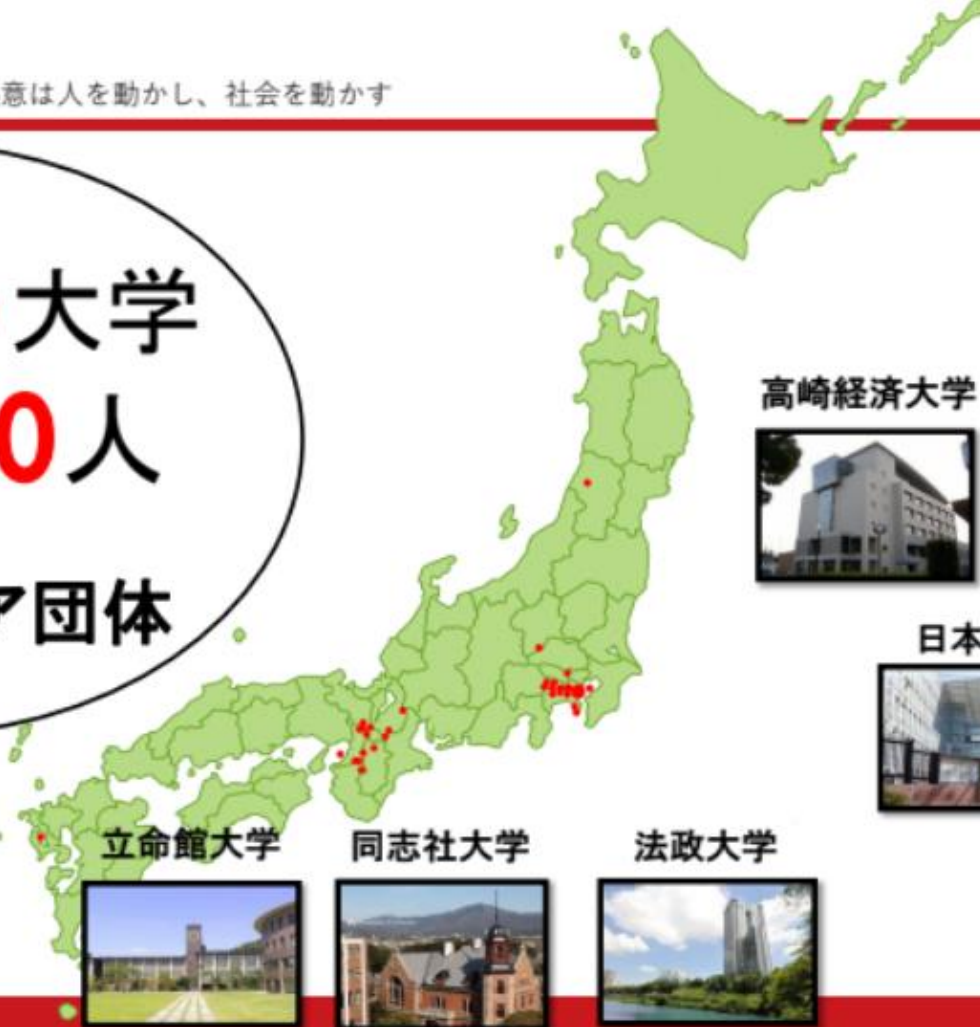 意は人を動かし、社会を動かす
大学
0人
ア団体
高崎経済大学
日本
立命館大学
同志社大学
法政大学